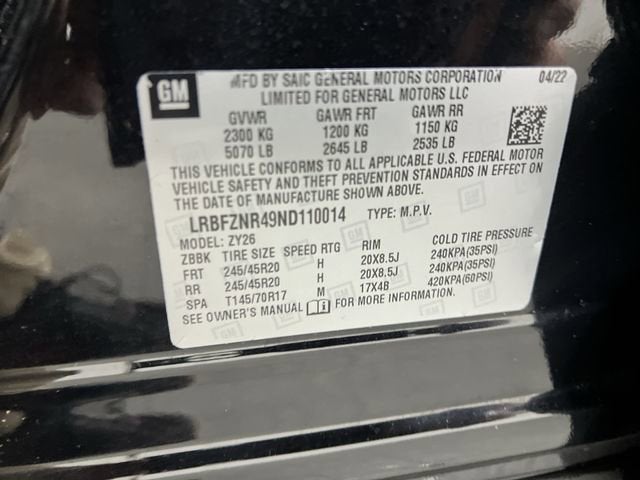 GM MFD BY SAIC GENERAL MOTORS CORPORATION 04/22
LIMITED FOR GENERAL MOTORS LLC
GVWR GAWR FRT GAWR RR
2300 KG 1200 KG 1150 KG
5070 LB 2645 LB 2535 LB
THIS VEHICLE CONFORMS TO ALL APPLICABLE U.S. FEDERAL MOTOR
VEHICLE SAFETY AND THEFT PREVENTION STANDARDS IN EFFECT ON
THE DATE OF MANUFACTURE SHOWN ABOVE.
LRBFZNR49ND110014 TYPE: M.P.V.
MODEL: ZY26
ZBBK TIRE SIZE SPEED RTG RIM COLD TIRE PRESSURE
FRT 245/45R20 H 20X8.5J 240KPA(35PSI)
RR 245/45R20 H 20X8.5J 240KPA(35PSI)
SPA T145/70R17 M 17X4B 420KPA(60PSI)
SEE OWNER'S MANUAL FOR MORE INFORMATION.